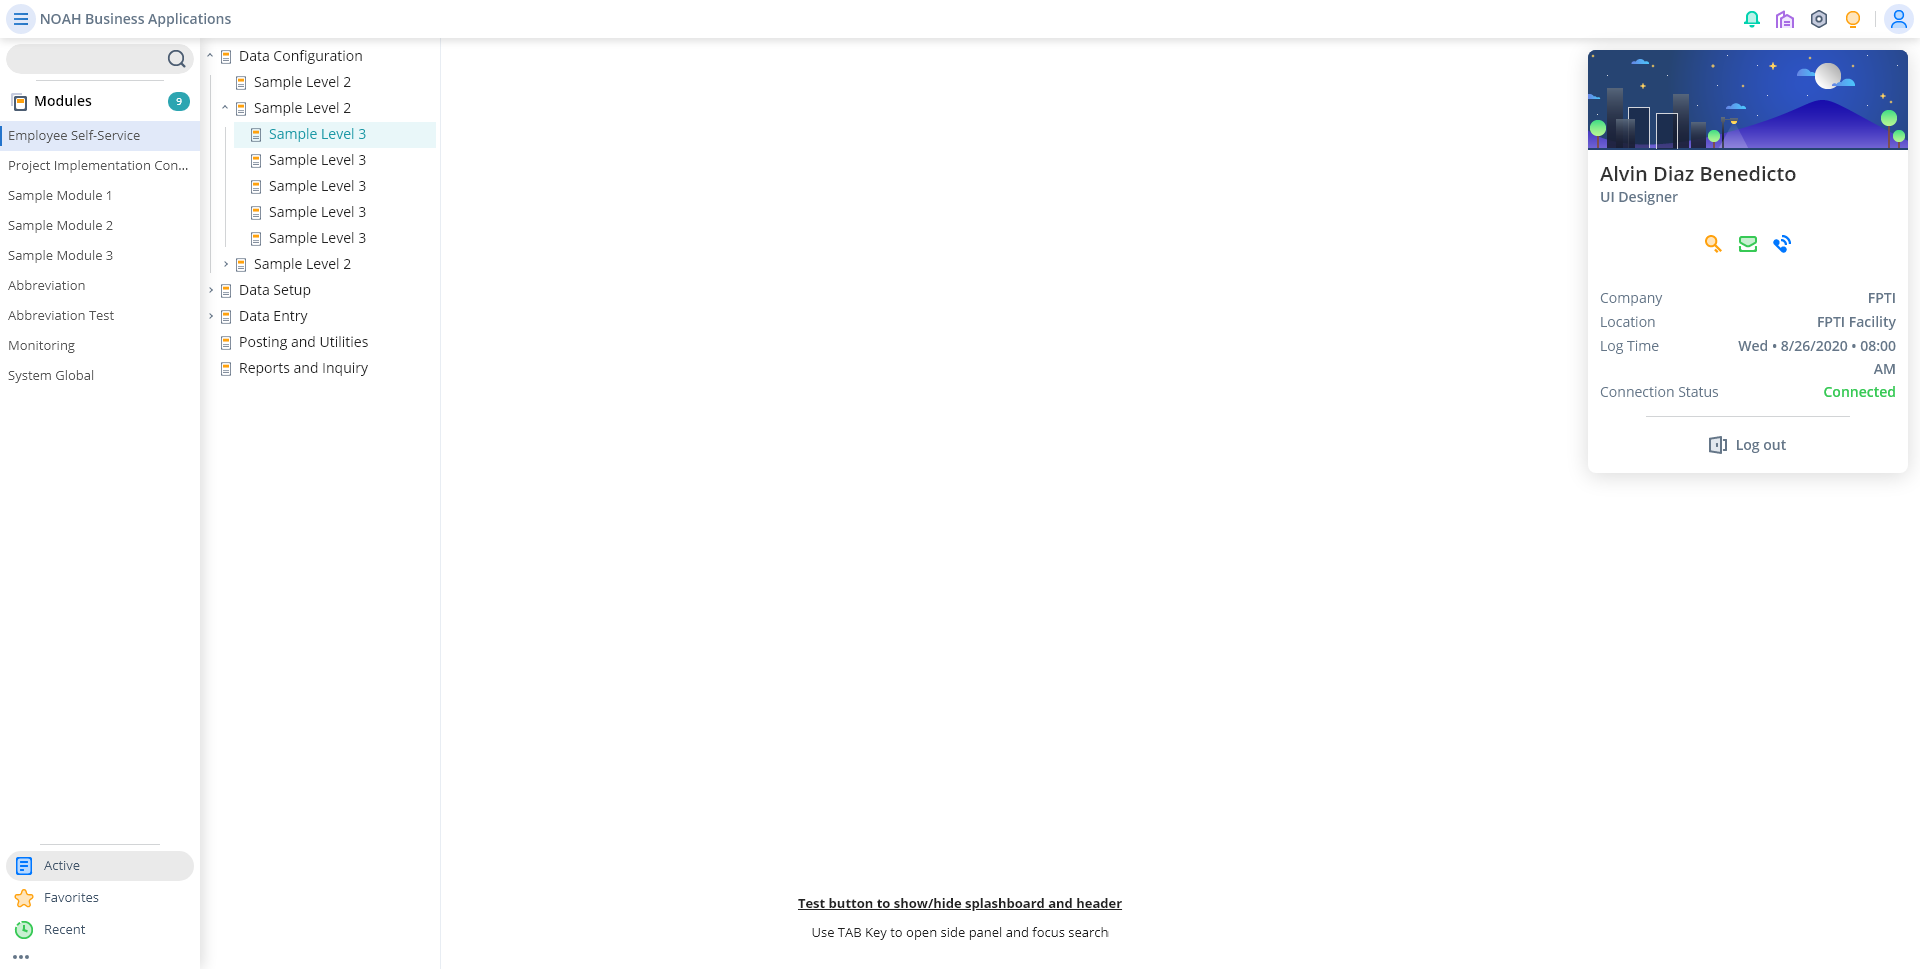 NOAH Business Applications
Modules
9
Employee Self-Service
Project Implementation Con...
Sample Module 1
Sample Module 2
Sample Module 3
Abbreviation
Abbreviation Test
Monitoring
System Global
Active
Favorites
Recent
Data Configuration
Sample Level 2
Sample Level 2
Sample Level 3
Sample Level 3
Sample Level 3
Sample Level 3
Sample Level 3
Sample Level 2
Data Setup
Data Entry
Posting and Utilities
Reports and Inquiry
Test button to show/hide splashboard and header
Use TAB Key to open side panel and focus search
Alvin Diaz Benedicto
UI Designer
Company FPTI
Location FPTI Facility
Log Time Wed • 8/26/2020 • 08:00
AM
Connection Status Connected
Log out